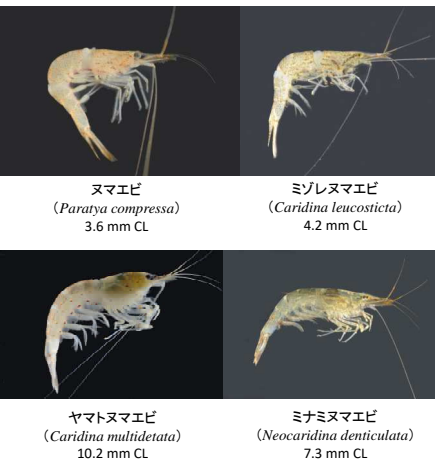 ヌマエビ
(Paratya compressa)
3.6 mm CL
ミゾレヌマエビ
(Caridina leucosticta)
4.2 mm CL
ヤマトヌマエビ
(Caridina multidetata)
10.2 mm CL
ミナミヌマエビ
(Neocaridina denticulata)
7.3 mm CL